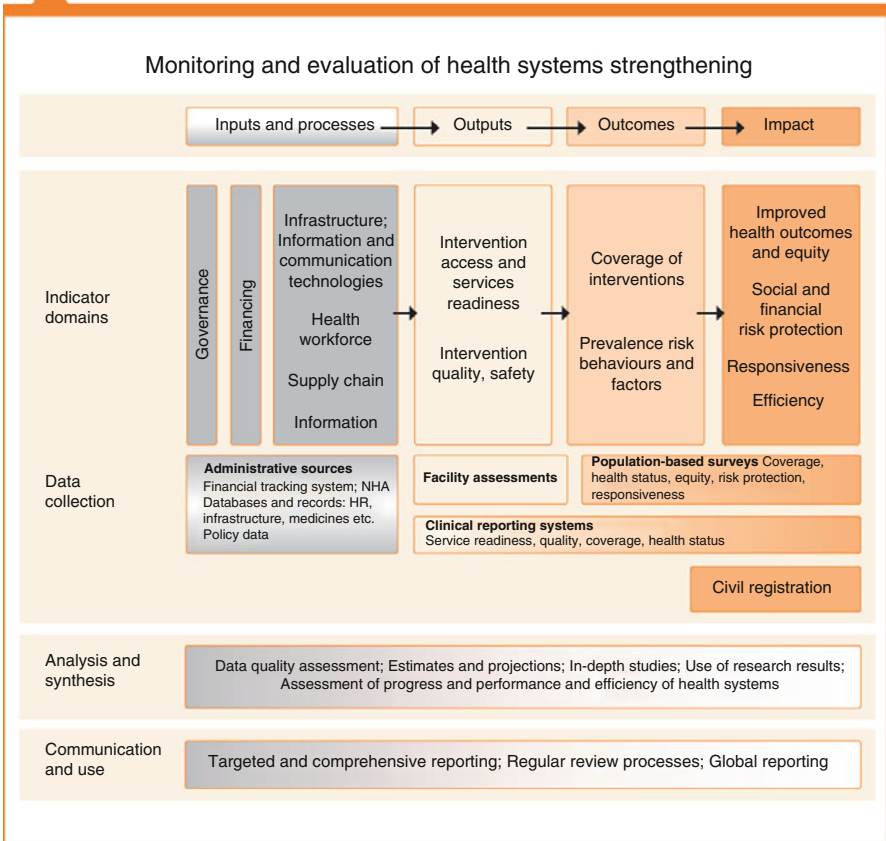 Monitoring and evaluation of health systems strengthening
Inputs and processes
Outputs
Outcomes
Impact
Indicator
domains
Governance
Financing
Infrastructure;
Information and
communication
technologies
Health
workforce
Supply chain
Information
Intervention
access and
services
readiness
Intervention
quality, safety
Coverage of
interventions
Prevalence risk
behaviours and
factors
Improved
health outcomes
and equity
Social and
financial
risk protection
Responsiveness
Efficiency
Data
collection
Administrative sources
Financial tracking system; NHA
Databases and records: HR,
infrastructure, medicines etc.
Policy data
Facility assessments
Population-based surveys Coverage,
health status, equity, risk protection,
responsiveness
Clinical reporting systems
Service readiness, quality, coverage, health status
Civil registration
Analysis and
synthesis
Data quality assessment; Estimates and projections; In-depth studies; Use of research results;
Assessment of progress and performance and efficiency of health systems
Communication
and use
Targeted and comprehensive reporting; Regular review processes; Global reporting